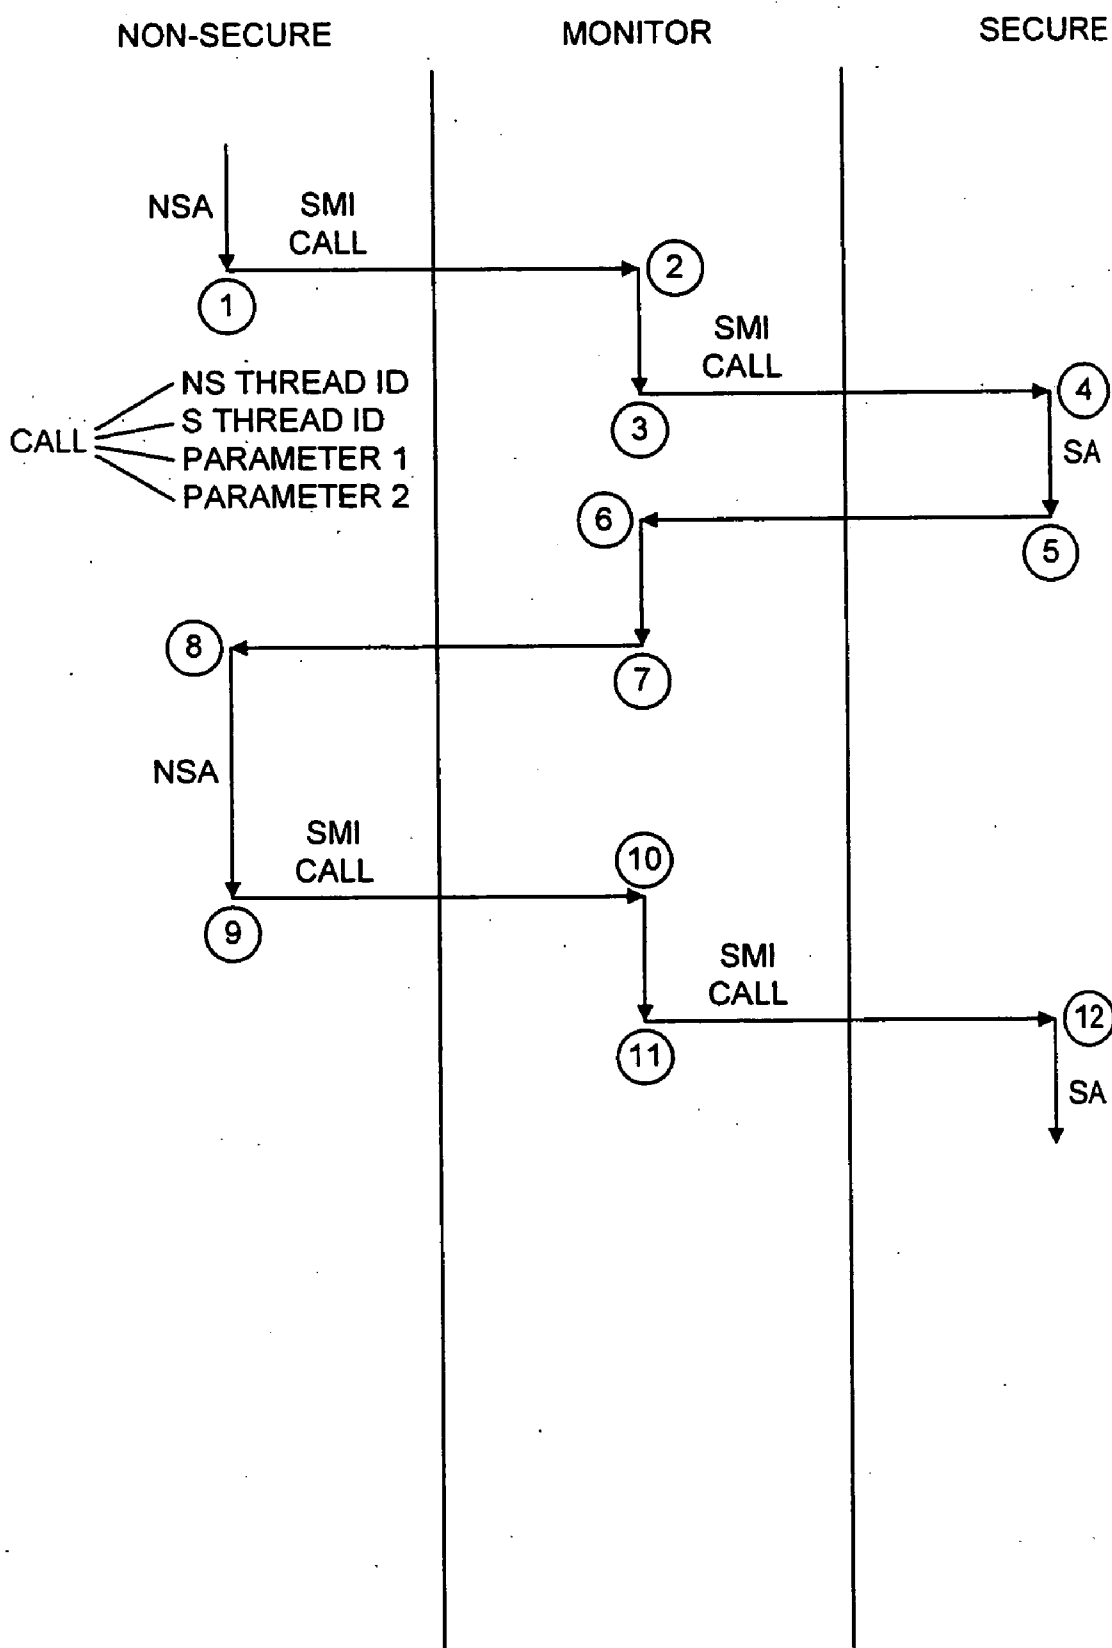 NON-SECURE
MONITOR
SECURE
NSA
SMI
CALL
2
1
SMI
CALL
4
NS THREAD ID
S THREAD ID
CALL
PARAMETER 1
PARAMETER 2
3
SA
6
5
8
7
NSA
SMI
CALL
10
9
SMI
CALL
12
11
SA